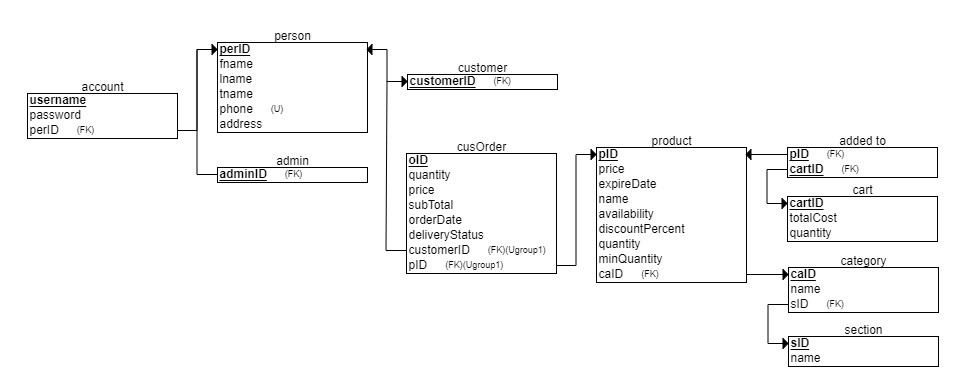 person
perID
fname
lname
tname
phone (U)
address
account
username
password
perID (FK)
admin
adminID (FK)
customer
customerID (FK)
cusOrder
oID
quantity
price
subTotal
orderDate
deliveryStatus
customerID (FK)(Ugroup1)
pID (FK)(Ugroup1)
product
pID
price
expireDate
name
availability
discountPercent
quantity
minQuantity
caID (FK)
added to
pID (FK)
cartID (FK)
cart
cartID
totalCost
quantity
category
caID
name
sID (FK)
section
sID
name